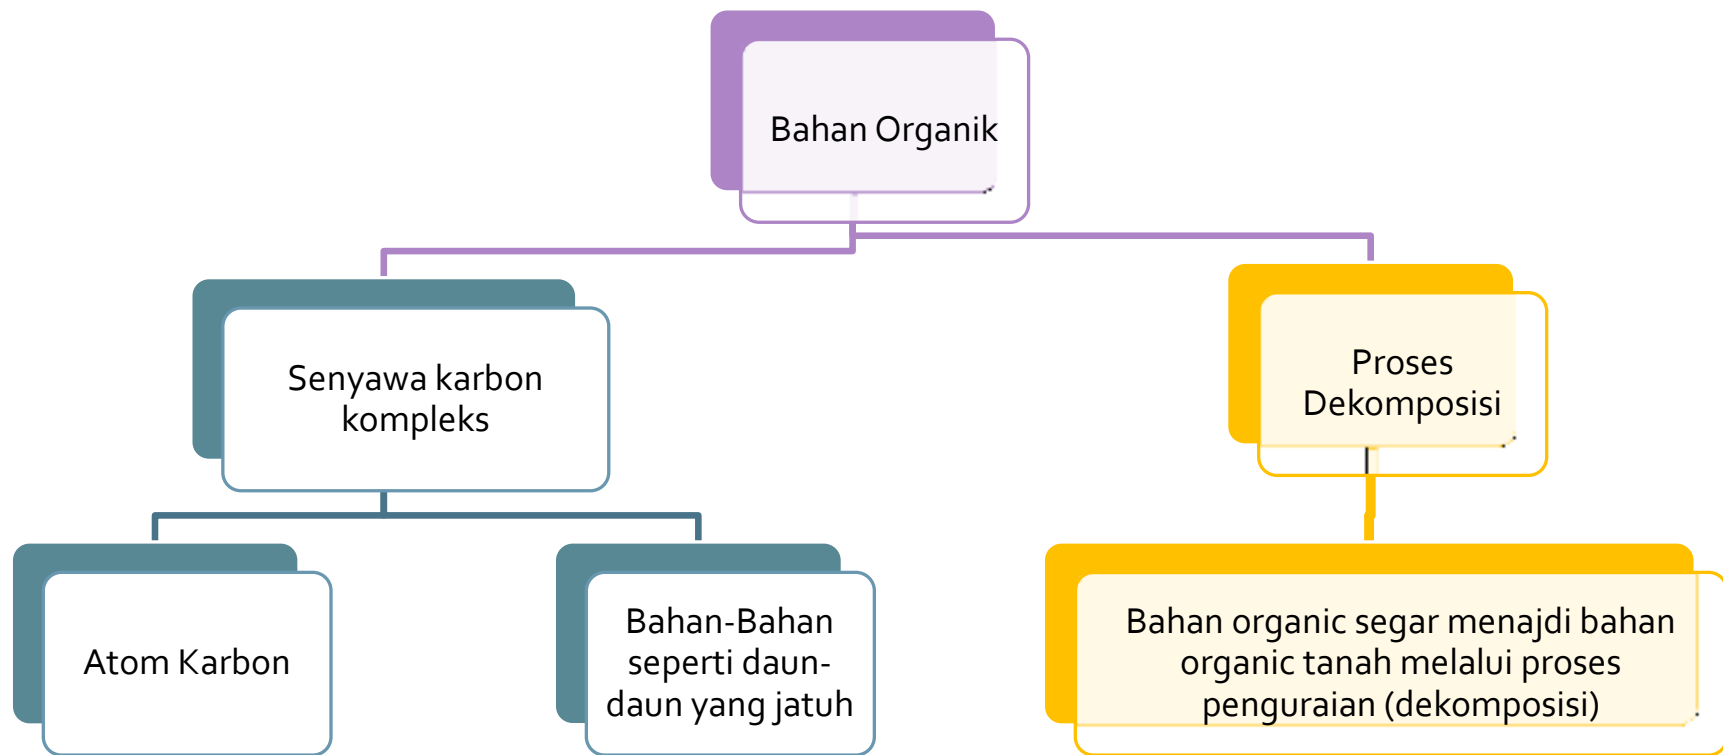 Bahan Organik
Senyawa karbon
kompleks
Proses
Dekomposisi
Atom Karbon
Bahan-Bahan
seperti daun-
daun yang jatuh
Bahan organic segar menajdi bahan
organic tanah melalui proses
penguraian (dekomposisi)